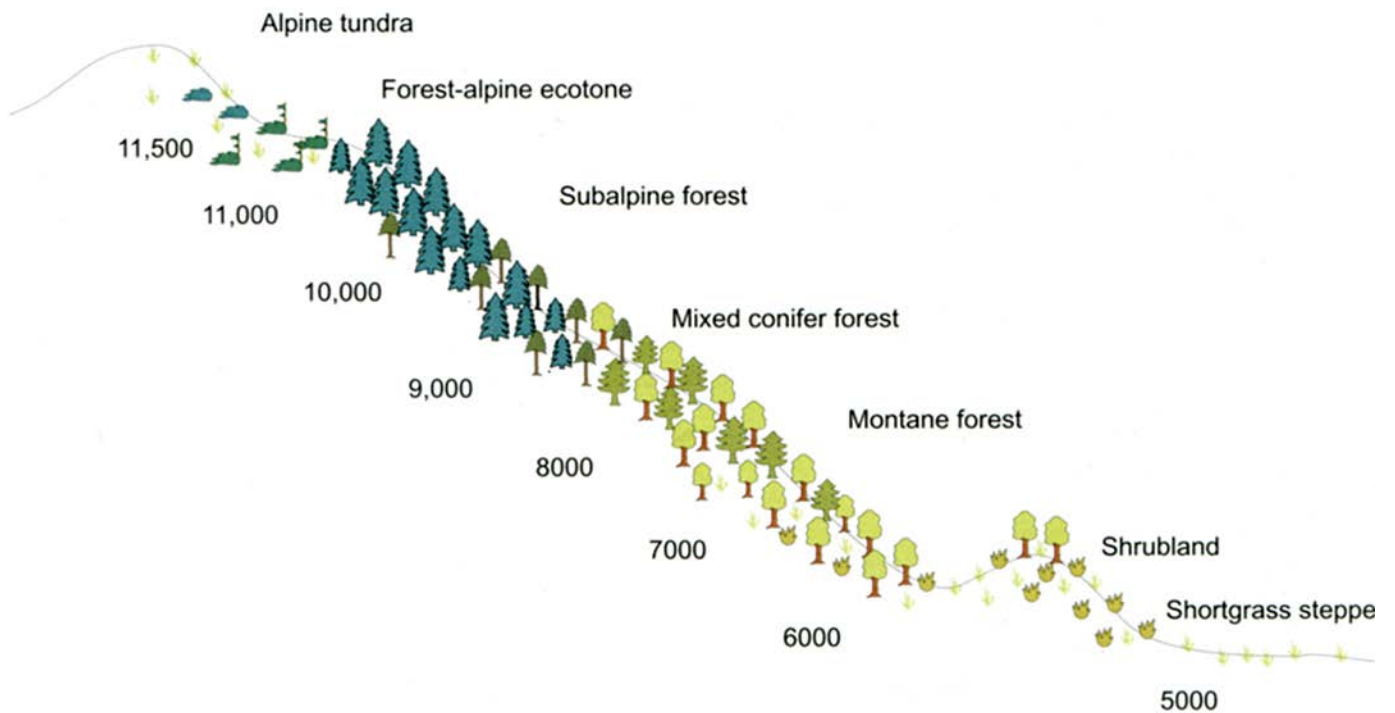 Alpine tundra
Forest-alpine ecotone
11,500
Subalpine forest
11,000
10,000
Mixed conifer forest
9,000
Montane forest
8000
7000
Shrubland
Shortgrass steppe
6000
5000